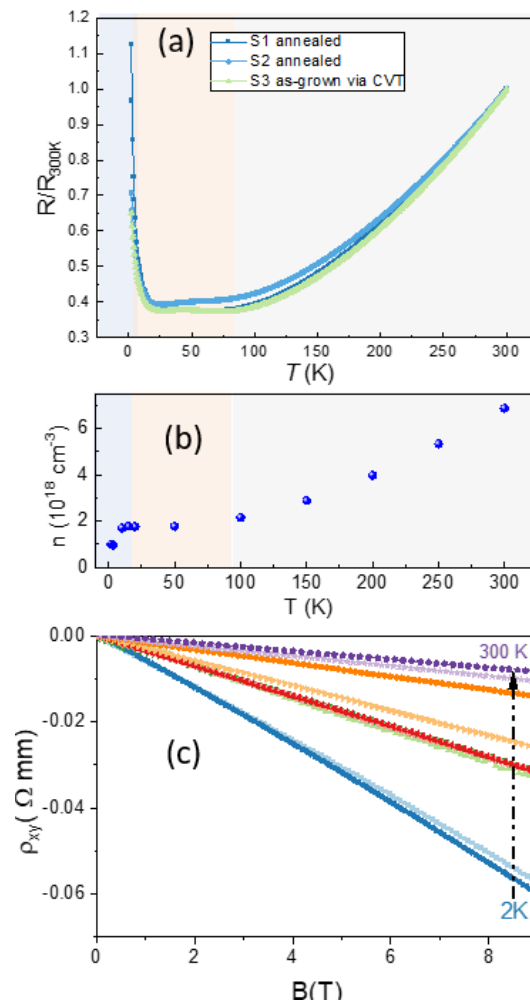 (a)
S1 annealed
S2 annealed
S3 as-grown via CVT
R/R300K
1.2
1.1
1.0
0.9
0.8
0.7
0.6
0.5
0.4
0.3
0 50 100 150 200 250 300
T (K)
(b)
n (10^18 cm^-3)
6
4
2
0
0 50 100 150 200 250 300
T (K)
(c)
ρxy( Ω mm)
0.00
-0.02
-0.04
-0.06
300 K
2K
0 2 4 6 8
B(T)